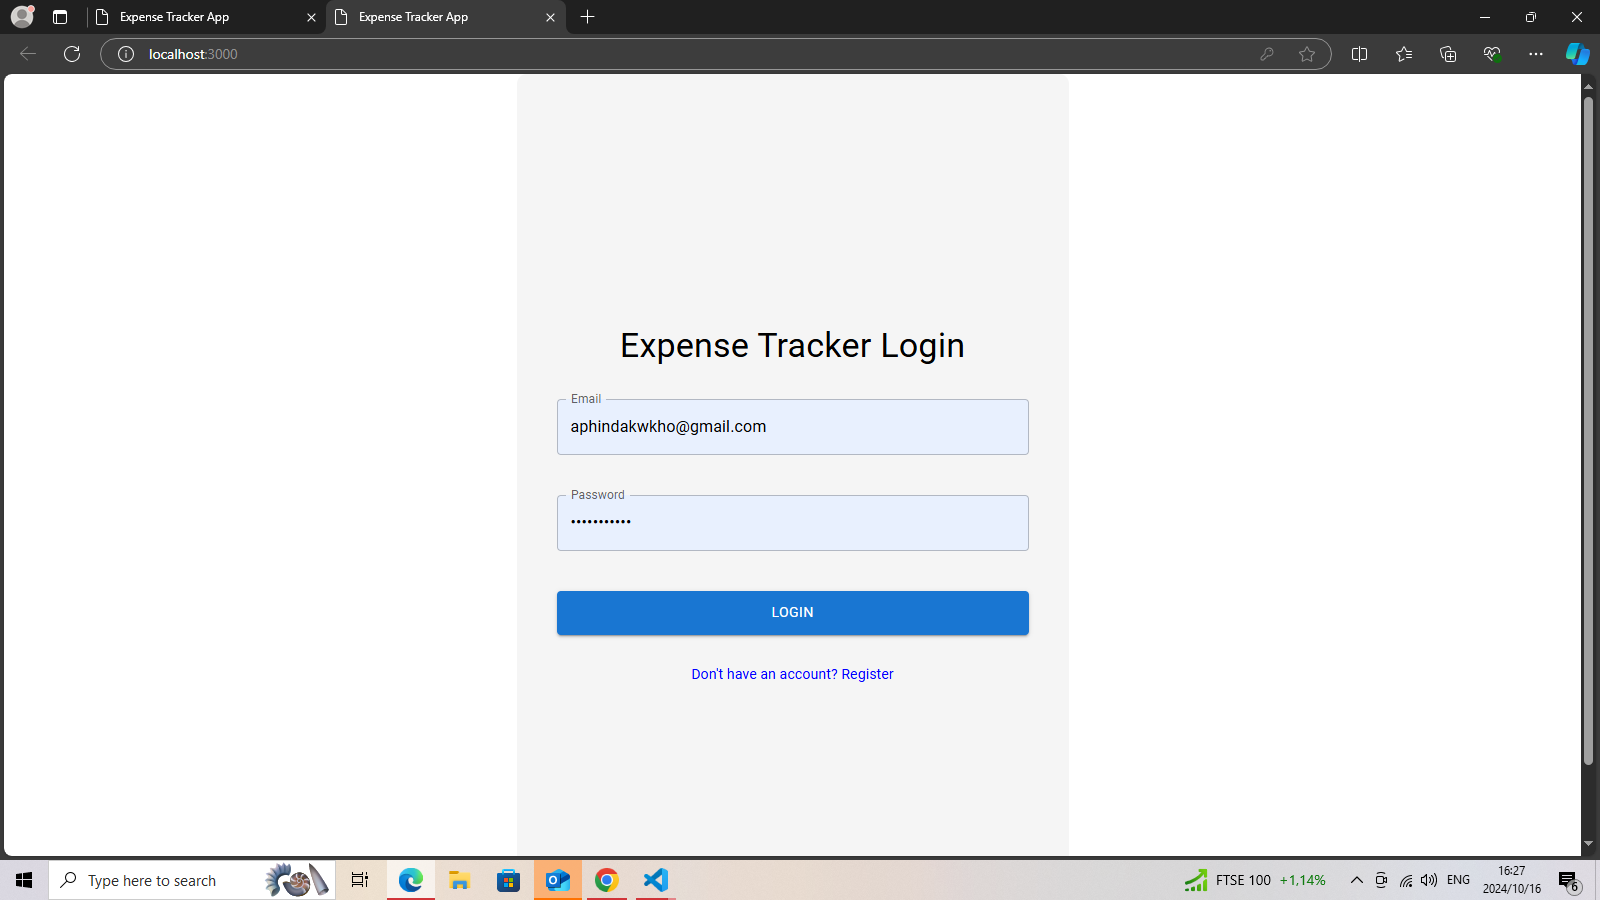 Expense Tracker App
Expense Tracker App
localhost:3000
Expense Tracker Login
Email
aphindakwkho@gmail.com
Password
•••••••••••
LOGIN
Don't have an account? Register
Type here to search
FTSE 100 +1,14%
ENG
16:27
2024/10/16
6